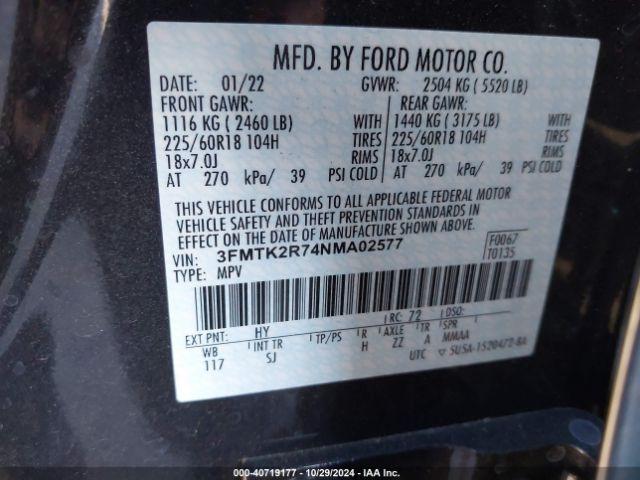 MFD. BY FORD MOTOR CO.
DATE: 01/22 GVWR: 2504 KG ( 5520 LB)
FRONT GAWR: REAR GAWR:
1116 KG ( 2460 LB) WITH 1440 KG ( 3175 LB) WITH
225/60R18 104H TIRES 225/60R18 104H TIRES
18x7.0J RIMS 18x7.0J RIMS
AT 270 kPa/ 39 PSI COLD AT 270 kPa/ 39 PSI COLD
THIS VEHICLE CONFORMS TO ALL APPLICABLE FEDERAL MOTOR
VEHICLE SAFETY AND THEFT PREVENTION STANDARDS IN
EFFECT ON THE DATE OF MANUFACTURE SHOWN ABOVE.
VIN: 3FMTK2R74NMA02577 F0067
TYPE: MPV T0135
RC: 72 DSO:
EXT PNT: HY TP/PS R AXLE TR SPR
WB INT TR H ZZ A MMAA
117 SJ UTC ▽ 5U5A-1520472-BA
000-40719177 - 10/29/2024 - IAA Inc.